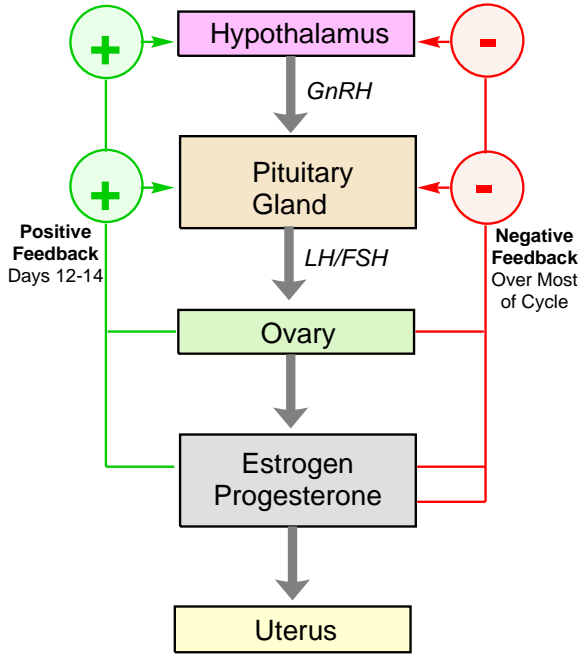 +
Hypothalamus
-
GnRH
+
Pituitary
Gland
-
Positive
Feedback
Days 12-14
LH/FSH
Negative
Feedback
Over Most
of Cycle
Ovary
Estrogen
Progesterone
Uterus